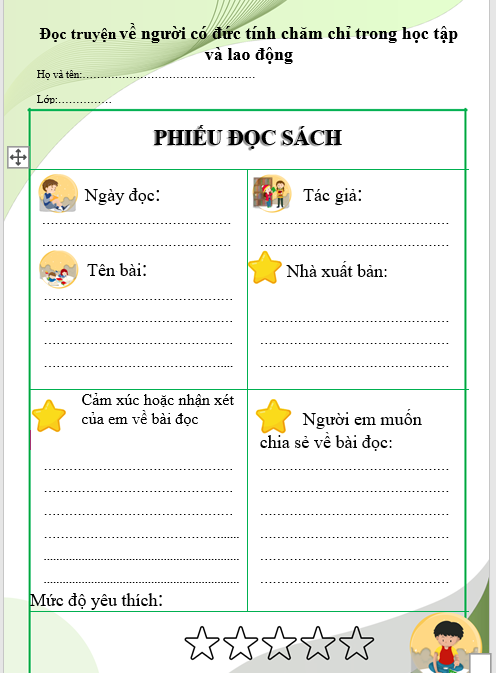 Đọc truyện về người có đức tính chăm chỉ trong học tập
và lao động
Họ và tên:……………………………………………
Lớp:……………
PHIẾU ĐỌC SÁCH
Ngày đọc:
Tác giả:
Tên bài:
Nhà xuất bản:
Cảm xúc hoặc nhận xét
của em về bài đọc
Người em muốn
chia sẻ về bài đọc:
Mức độ yêu thích: